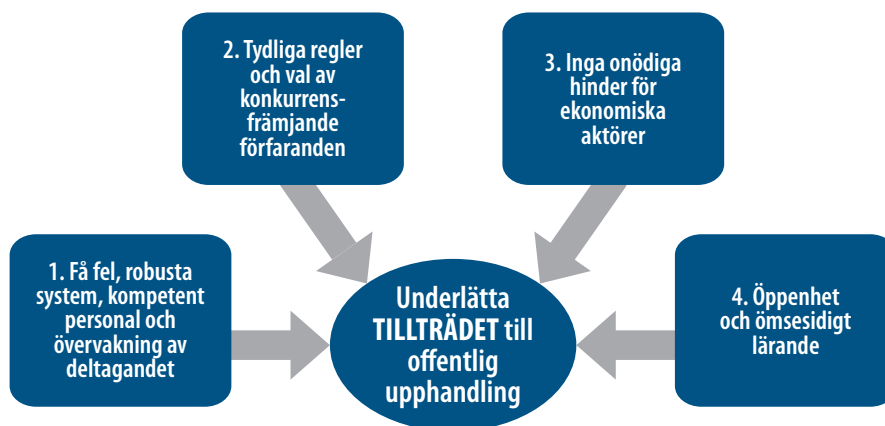 2. Tydliga regler
och val av
konkurrens-
främjande
förfaranden
3. Inga onödiga
hinder för
ekonomiska
aktörer
1. Få fel, robusta
system, kompetent
personal och
övervakning av
deltagandet
Underlätta
TILLTRÄDET till
offentlig
upphandling
4. Öppenhet
och ömsesidigt
lärande